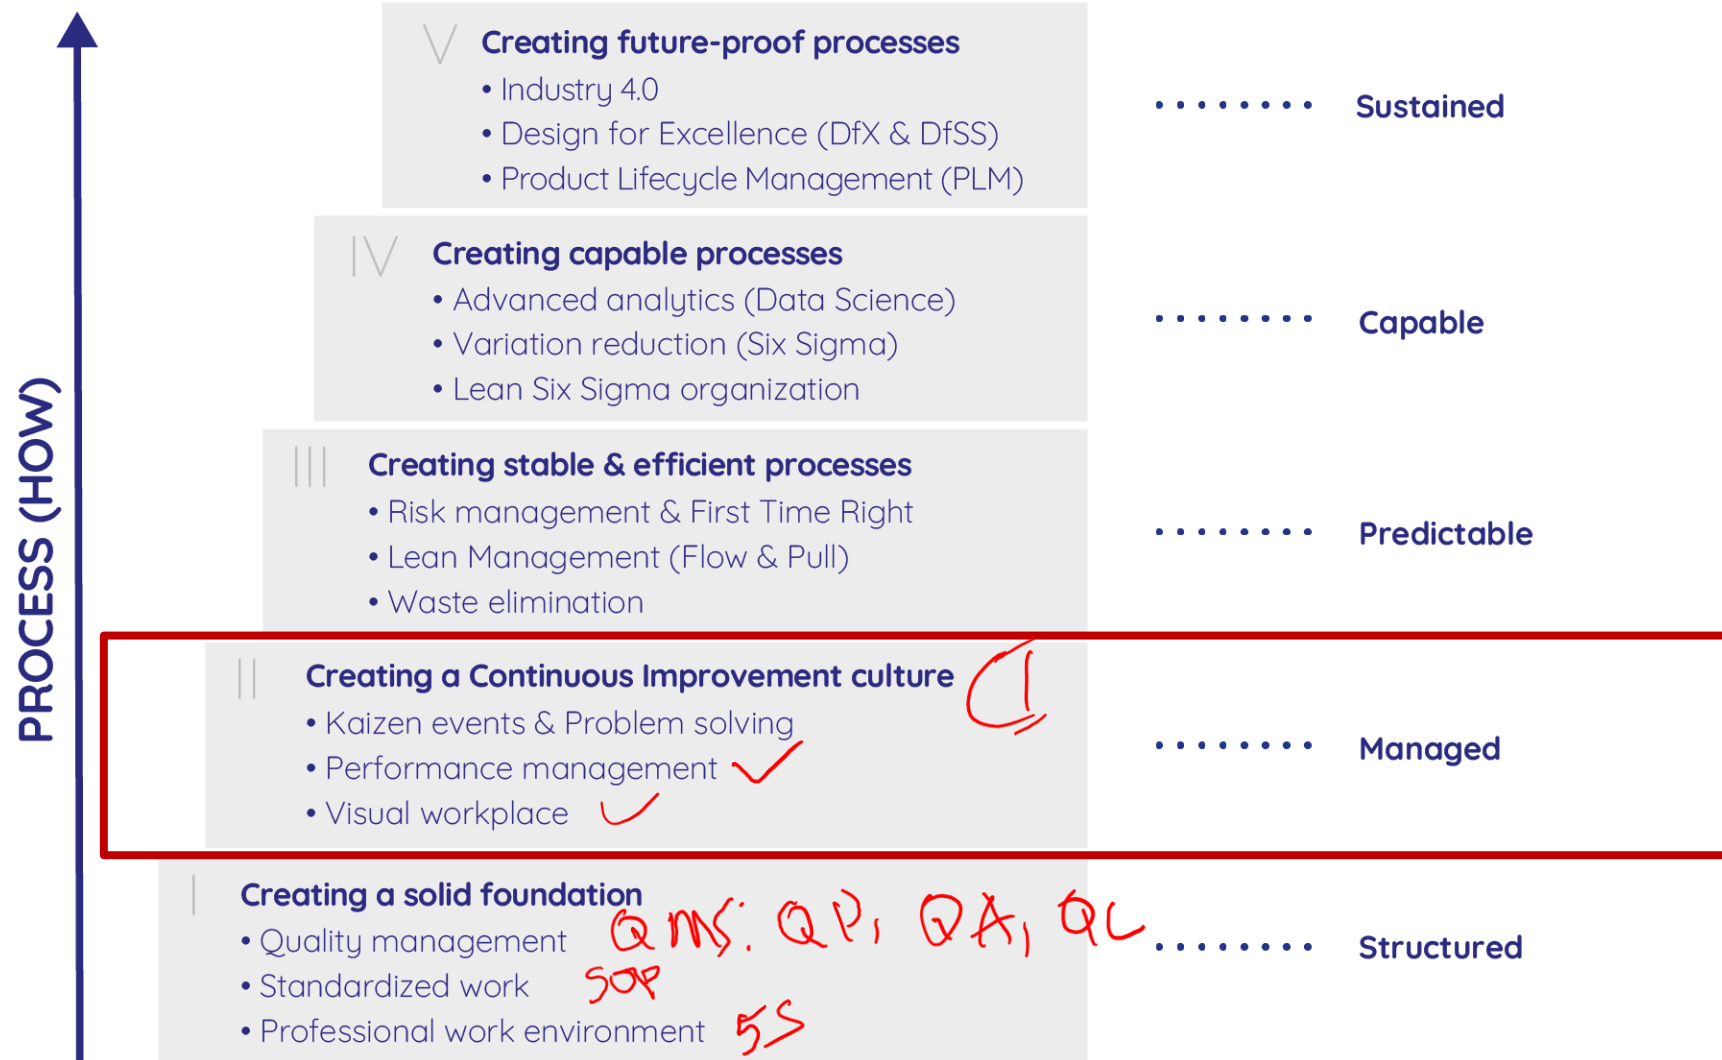 PROCESS (HOW)
V Creating future-proof processes
• Industry 4.0
• Design for Excellence (DfX & DfSS)
• Product Lifecycle Management (PLM)
Sustained
IV Creating capable processes
• Advanced analytics (Data Science)
• Variation reduction (Six Sigma)
• Lean Six Sigma organization
Capable
III Creating stable & efficient processes
• Risk management & First Time Right
• Lean Management (Flow & Pull)
• Waste elimination
Predictable
II Creating a Continuous Improvement culture CI
• Kaizen events & Problem solving
• Performance management
• Visual workplace
Managed
I Creating a solid foundation
• Quality management QMS: QP, QA, QC
• Standardized work SOP
• Professional work environment 5S
Structured